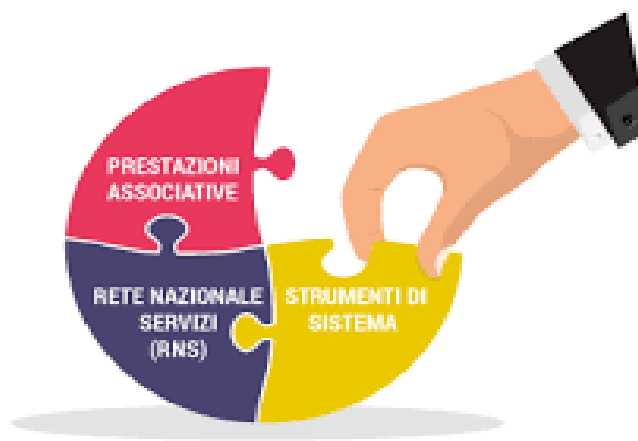 PRESTAZIONI
ASSOCIATIVE
RETE NAZIONALE
SERVIZI
(RNS)
STRUMENTI DI
SISTEMA